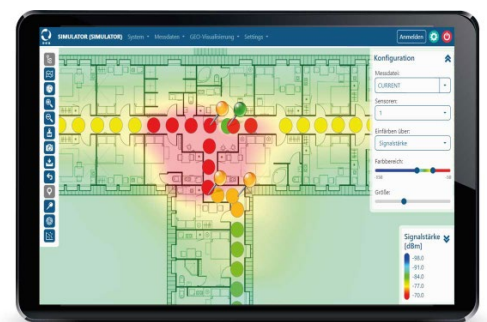 SIMULATOR (SIMULATOR) System Messdaten GEO-Visualisierung Settings Anmelden
Konfiguration
Messdatei:
CURRENT
Sensoren:
1
Einfärben über:
Signalstärke
Farbbereich:
Größe:
Signalstärke
[dBm]
-98.0
-91.0
-84.0
-77.0
-70.0